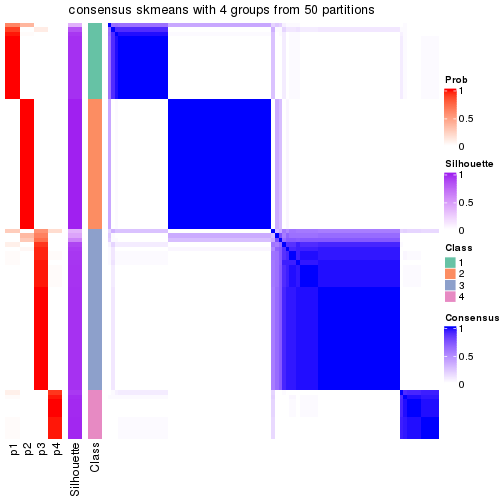 consensus skmeans with 4 groups from 50 partitions
Prob
1
0.5
0
Silhouette
1
0.5
0
Class
1
2
3
4
Consensus
1
0.5
0
p1
p2
p3
p4
Silhouette
Class